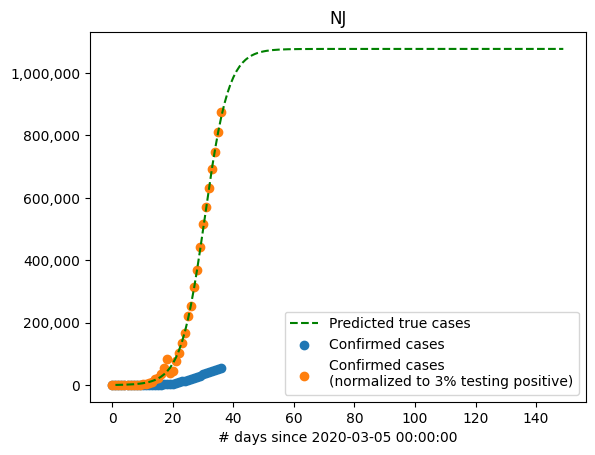 NJ
1,000,000
800,000
600,000
400,000
200,000
0
0 20 40 60 80 100 120 140
# days since 2020-03-05 00:00:00
Predicted true cases
Confirmed cases
Confirmed cases
(normalized to 3% testing positive)